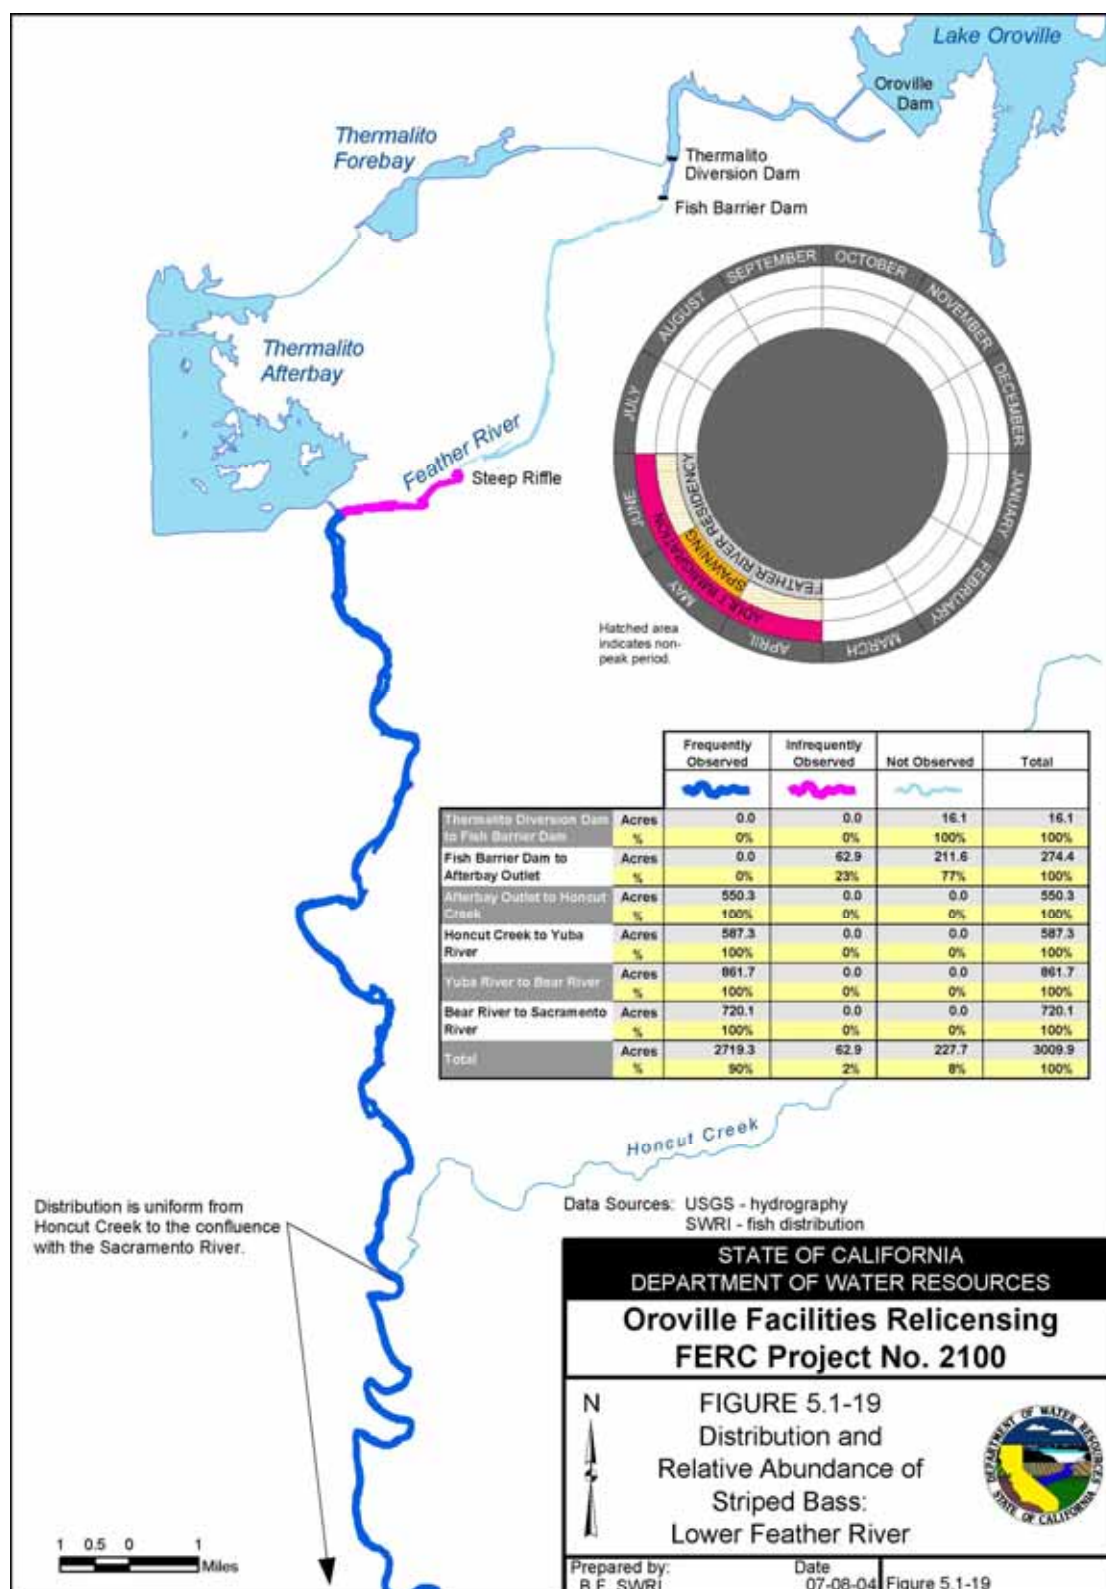 Lake Oroville
Oroville
Dam
Thermalito
Forebay
Thermalito
Diversion Dam
Fish Barrier Dam
Thermalito
Afterbay
Feather River
Steep Riffle
SEPTEMBER
OCTOBER
NOVEMBER
DECEMBER
JANUARY
FEBRUARY
MARCH
APRIL
MAY
JUNE
JULY
AUGUST
FEATHER RIVER RESIDENCY
SPAWNING
ADULT IMMIGRATION
Hatched area
indicates non-
peak period.
Frequently Observed Infrequently Observed Not Observed Total
Thermalito Diversion Dam to Fish Barrier Dam Acres 0.0 0.0 16.1 16.1
% 0% 0% 100% 100%
Fish Barrier Dam to Afterbay Outlet Acres 0.0 62.9 211.6 274.4
% 0% 23% 77% 100%
Afterbay Outlet to Honcut Creek Acres 550.3 0.0 0.0 550.3
% 100% 0% 0% 100%
Honcut Creek to Yuba River Acres 587.3 0.0 0.0 587.3
% 100% 0% 0% 100%
Yuba River to Bear River Acres 861.7 0.0 0.0 861.7
% 100% 0% 0% 100%
Bear River to Sacramento River Acres 720.1 0.0 0.0 720.1
% 100% 0% 0% 100%
Total Acres 2719.3 62.9 227.7 3009.9
% 90% 2% 8% 100%
Honcut Creek
Distribution is uniform from
Honcut Creek to the confluence
with the Sacramento River.
Data Sources: USGS - hydrography
SWRI - fish distribution
STATE OF CALIFORNIA
DEPARTMENT OF WATER RESOURCES
Oroville Facilities Relicensing
FERC Project No. 2100
N
FIGURE 5.1-19
Distribution and
Relative Abundance of
Striped Bass:
Lower Feather River
DEPARTMENT OF WATER RESOURCES
STATE OF CALIFORNIA
1 0.5 0 1
Miles
Prepared by:
B.F. SWRI
Date
07-08-04
Figure 5.1-19